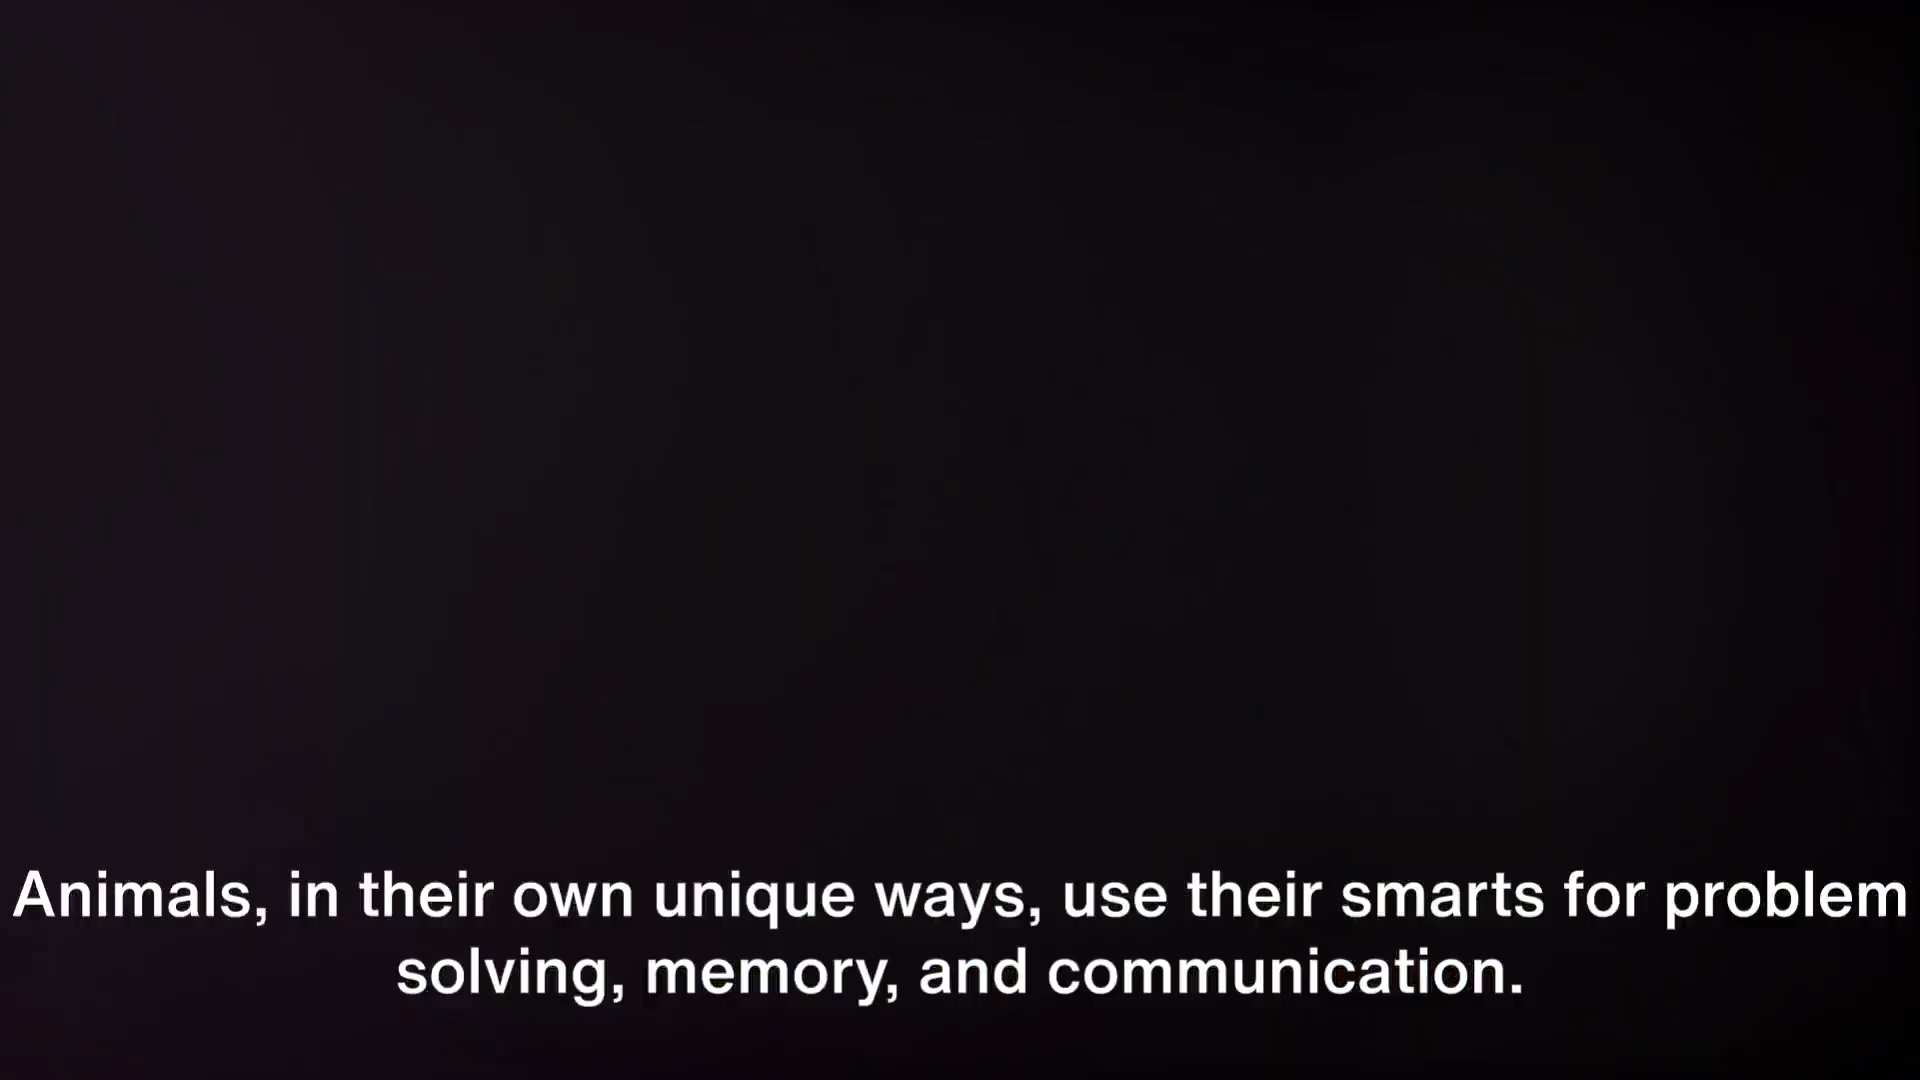 Animals, in their own unique ways, use their smarts for problem
solving, memory, and communication.